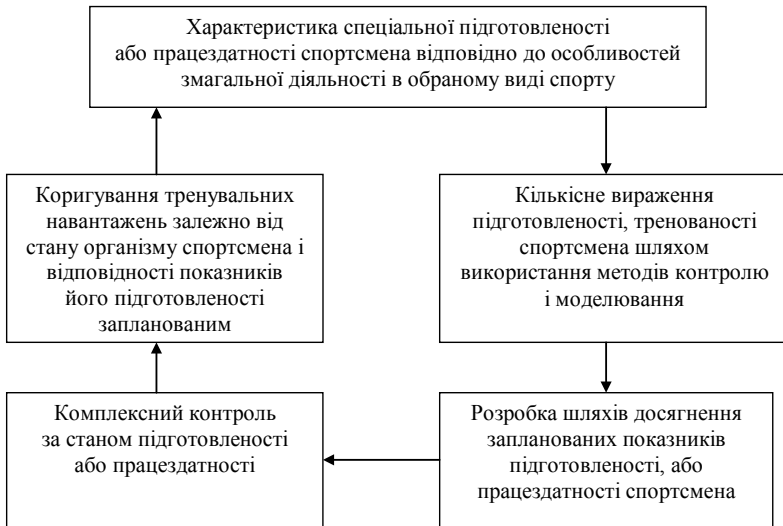 Характеристика спеціальної підготовленості
або працездатності спортсмена відповідно до особливостей
змагальної діяльності в обраному виді спорту
Коригування тренувальних
навантажень залежно від
стану організму спортсмена і
відповідності показників
його підготовленості
запланованим
Кількісне вираження
підготовленості, тренованості
спортсмена шляхом
використання методів контролю
і моделювання
Комплексний контроль
за станом підготовленості
або працездатності
Розробка шляхів досягнення
запланованих показників
підготовленості, або
працездатності спортсмена